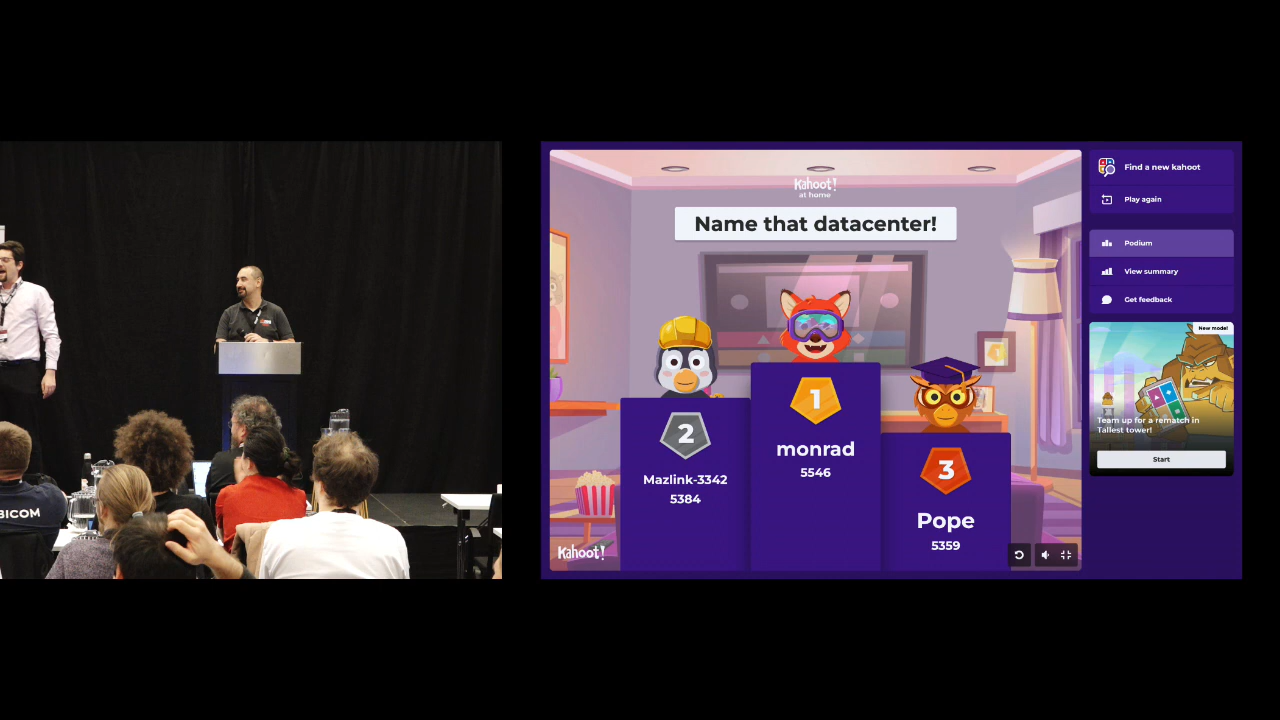 BICOM
Kahoot!
at home
Name that datacenter!
1
monrad
5546
2
Mazlink-3342
5384
3
Pope
5359
Kahoot!
Find a new kahoot
Play again
Podium
View summary
Get feedback
New mode!
Team up for a rematch in
Tallest tower!
Start